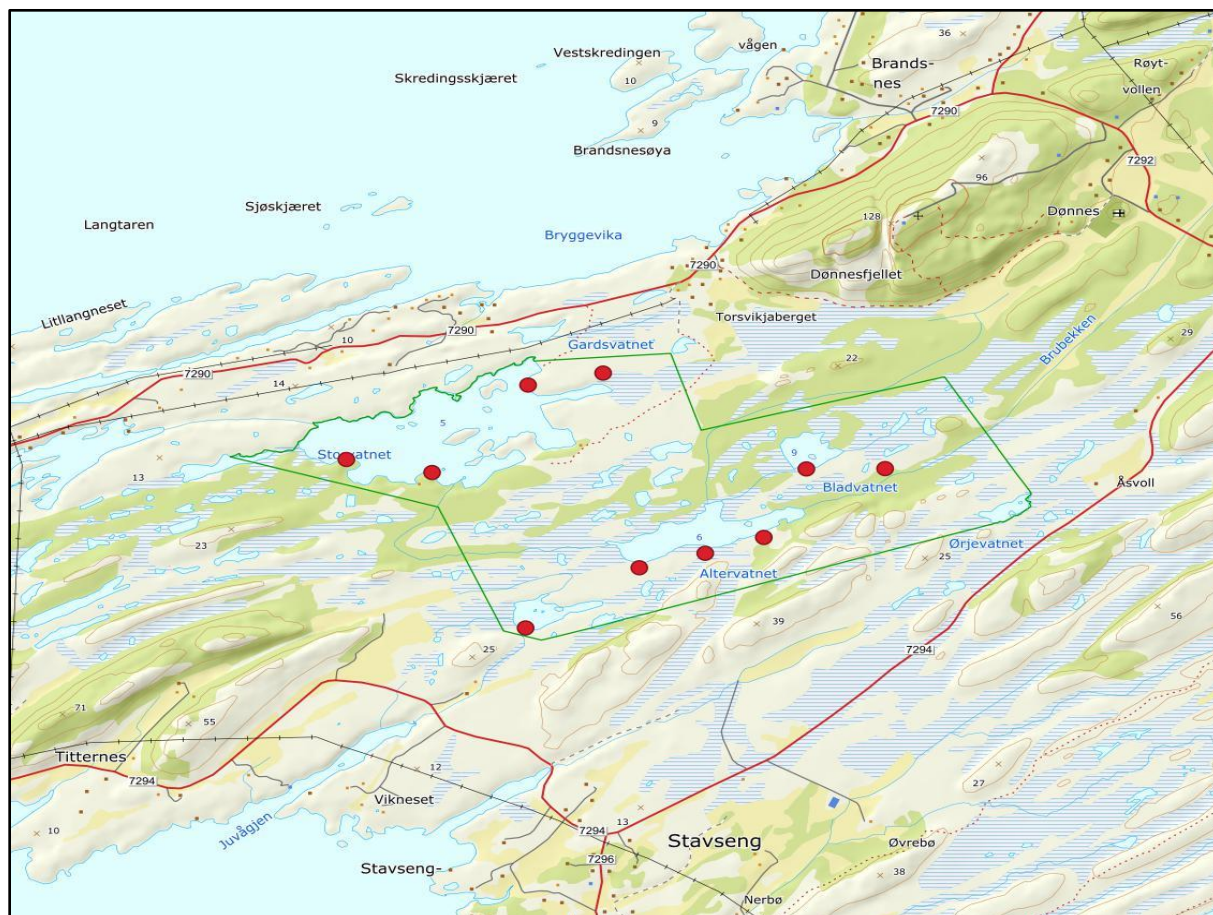 36
vågen
Vestskredingen
Brands-
nes
Røyt-
vollen
Skredingsskjæret
10
7290
9
Brandsnesøya
7292
96
Sjøskjæret
Dønnes
128
Langtaren
Bryggevika
7290
Dønnesfjellet
Litllangneset
Torsvikjaberget
Brubekken
7290
10
Gardsvatnet
29
22
7290
14
5
Storvatnet
9
13
Bladvatnet
Åsvoll
6
23
Ørjevatnet
25
Altervatnet
56
39
7294
25
71
55
Titternes
12
27
7294
Vikneset
10
Juvågjen
13
7294
Stavseng
Øvrebø
7296
Stavseng-
38
Nerbø